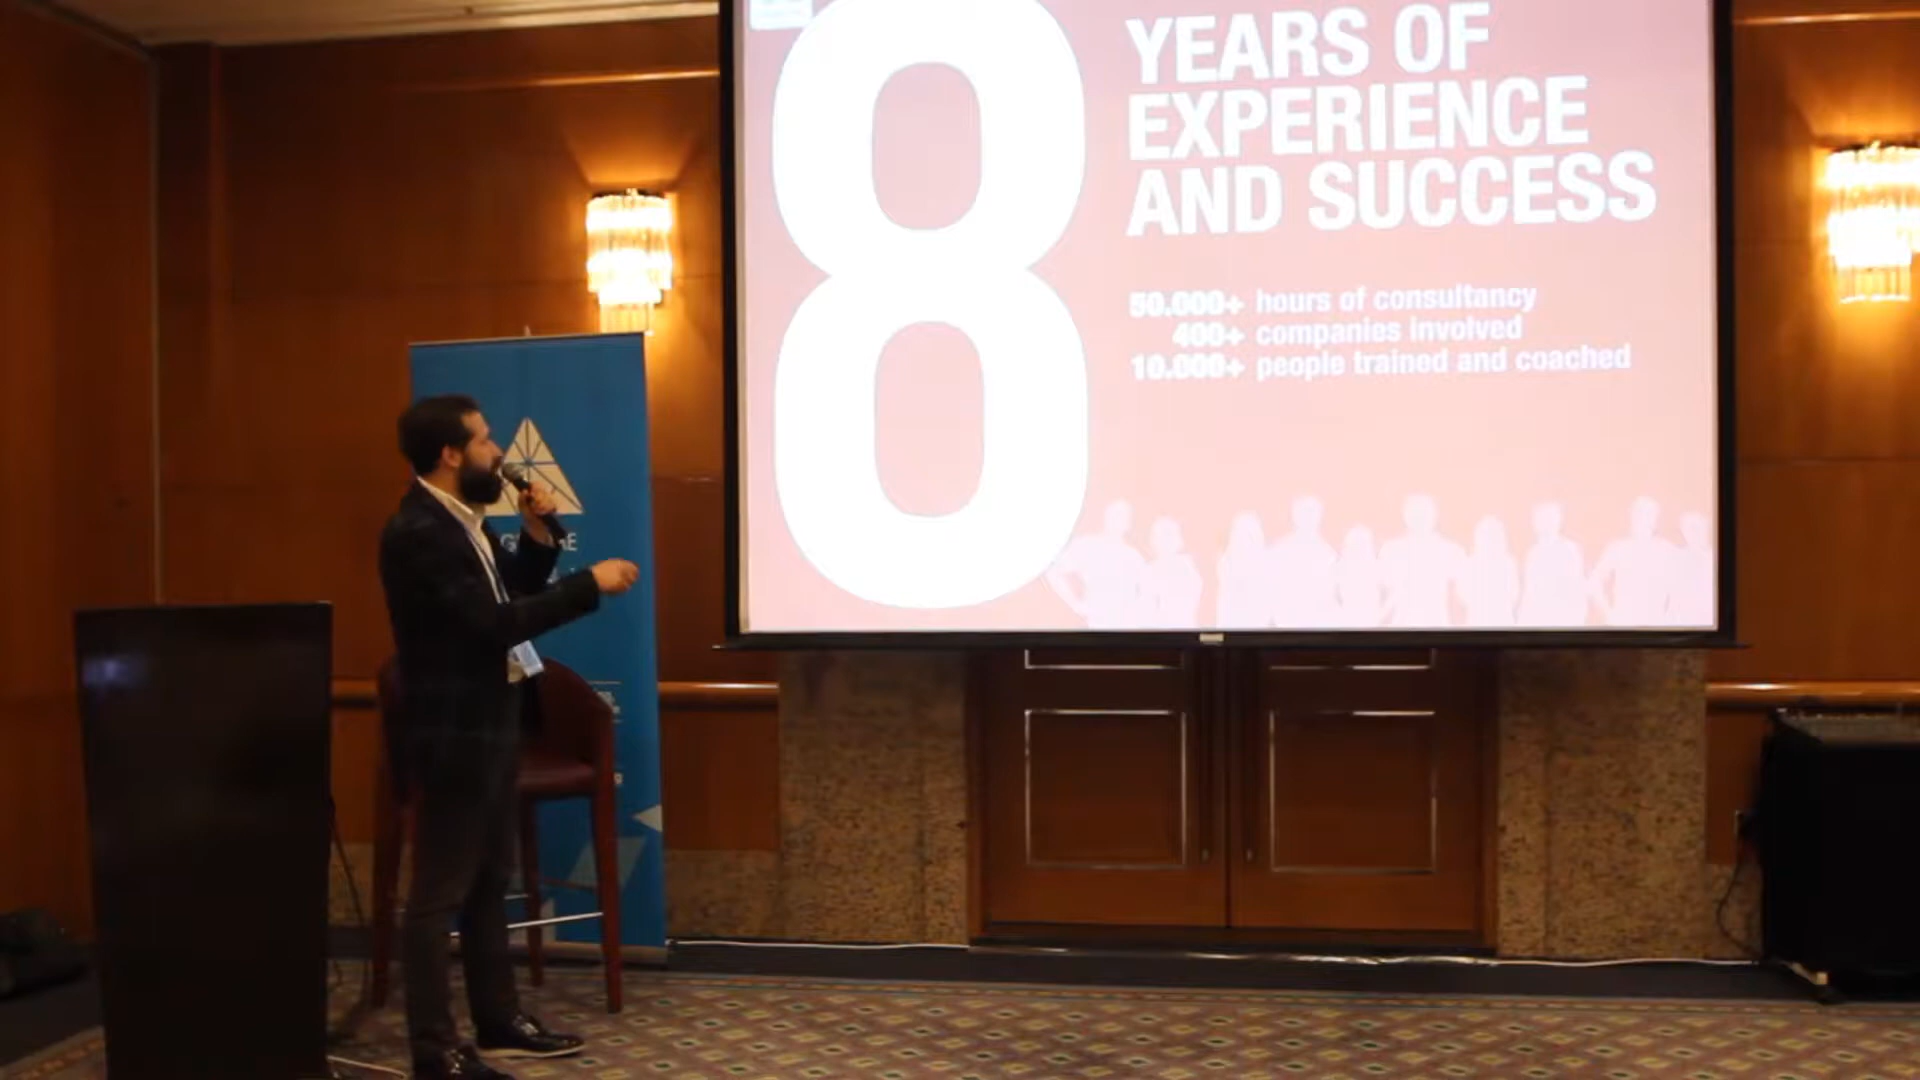 8
YEARS OF
EXPERIENCE
AND SUCCESS
50.000+ hours of consultancy
400+ companies involved
10.000+ people trained and coached